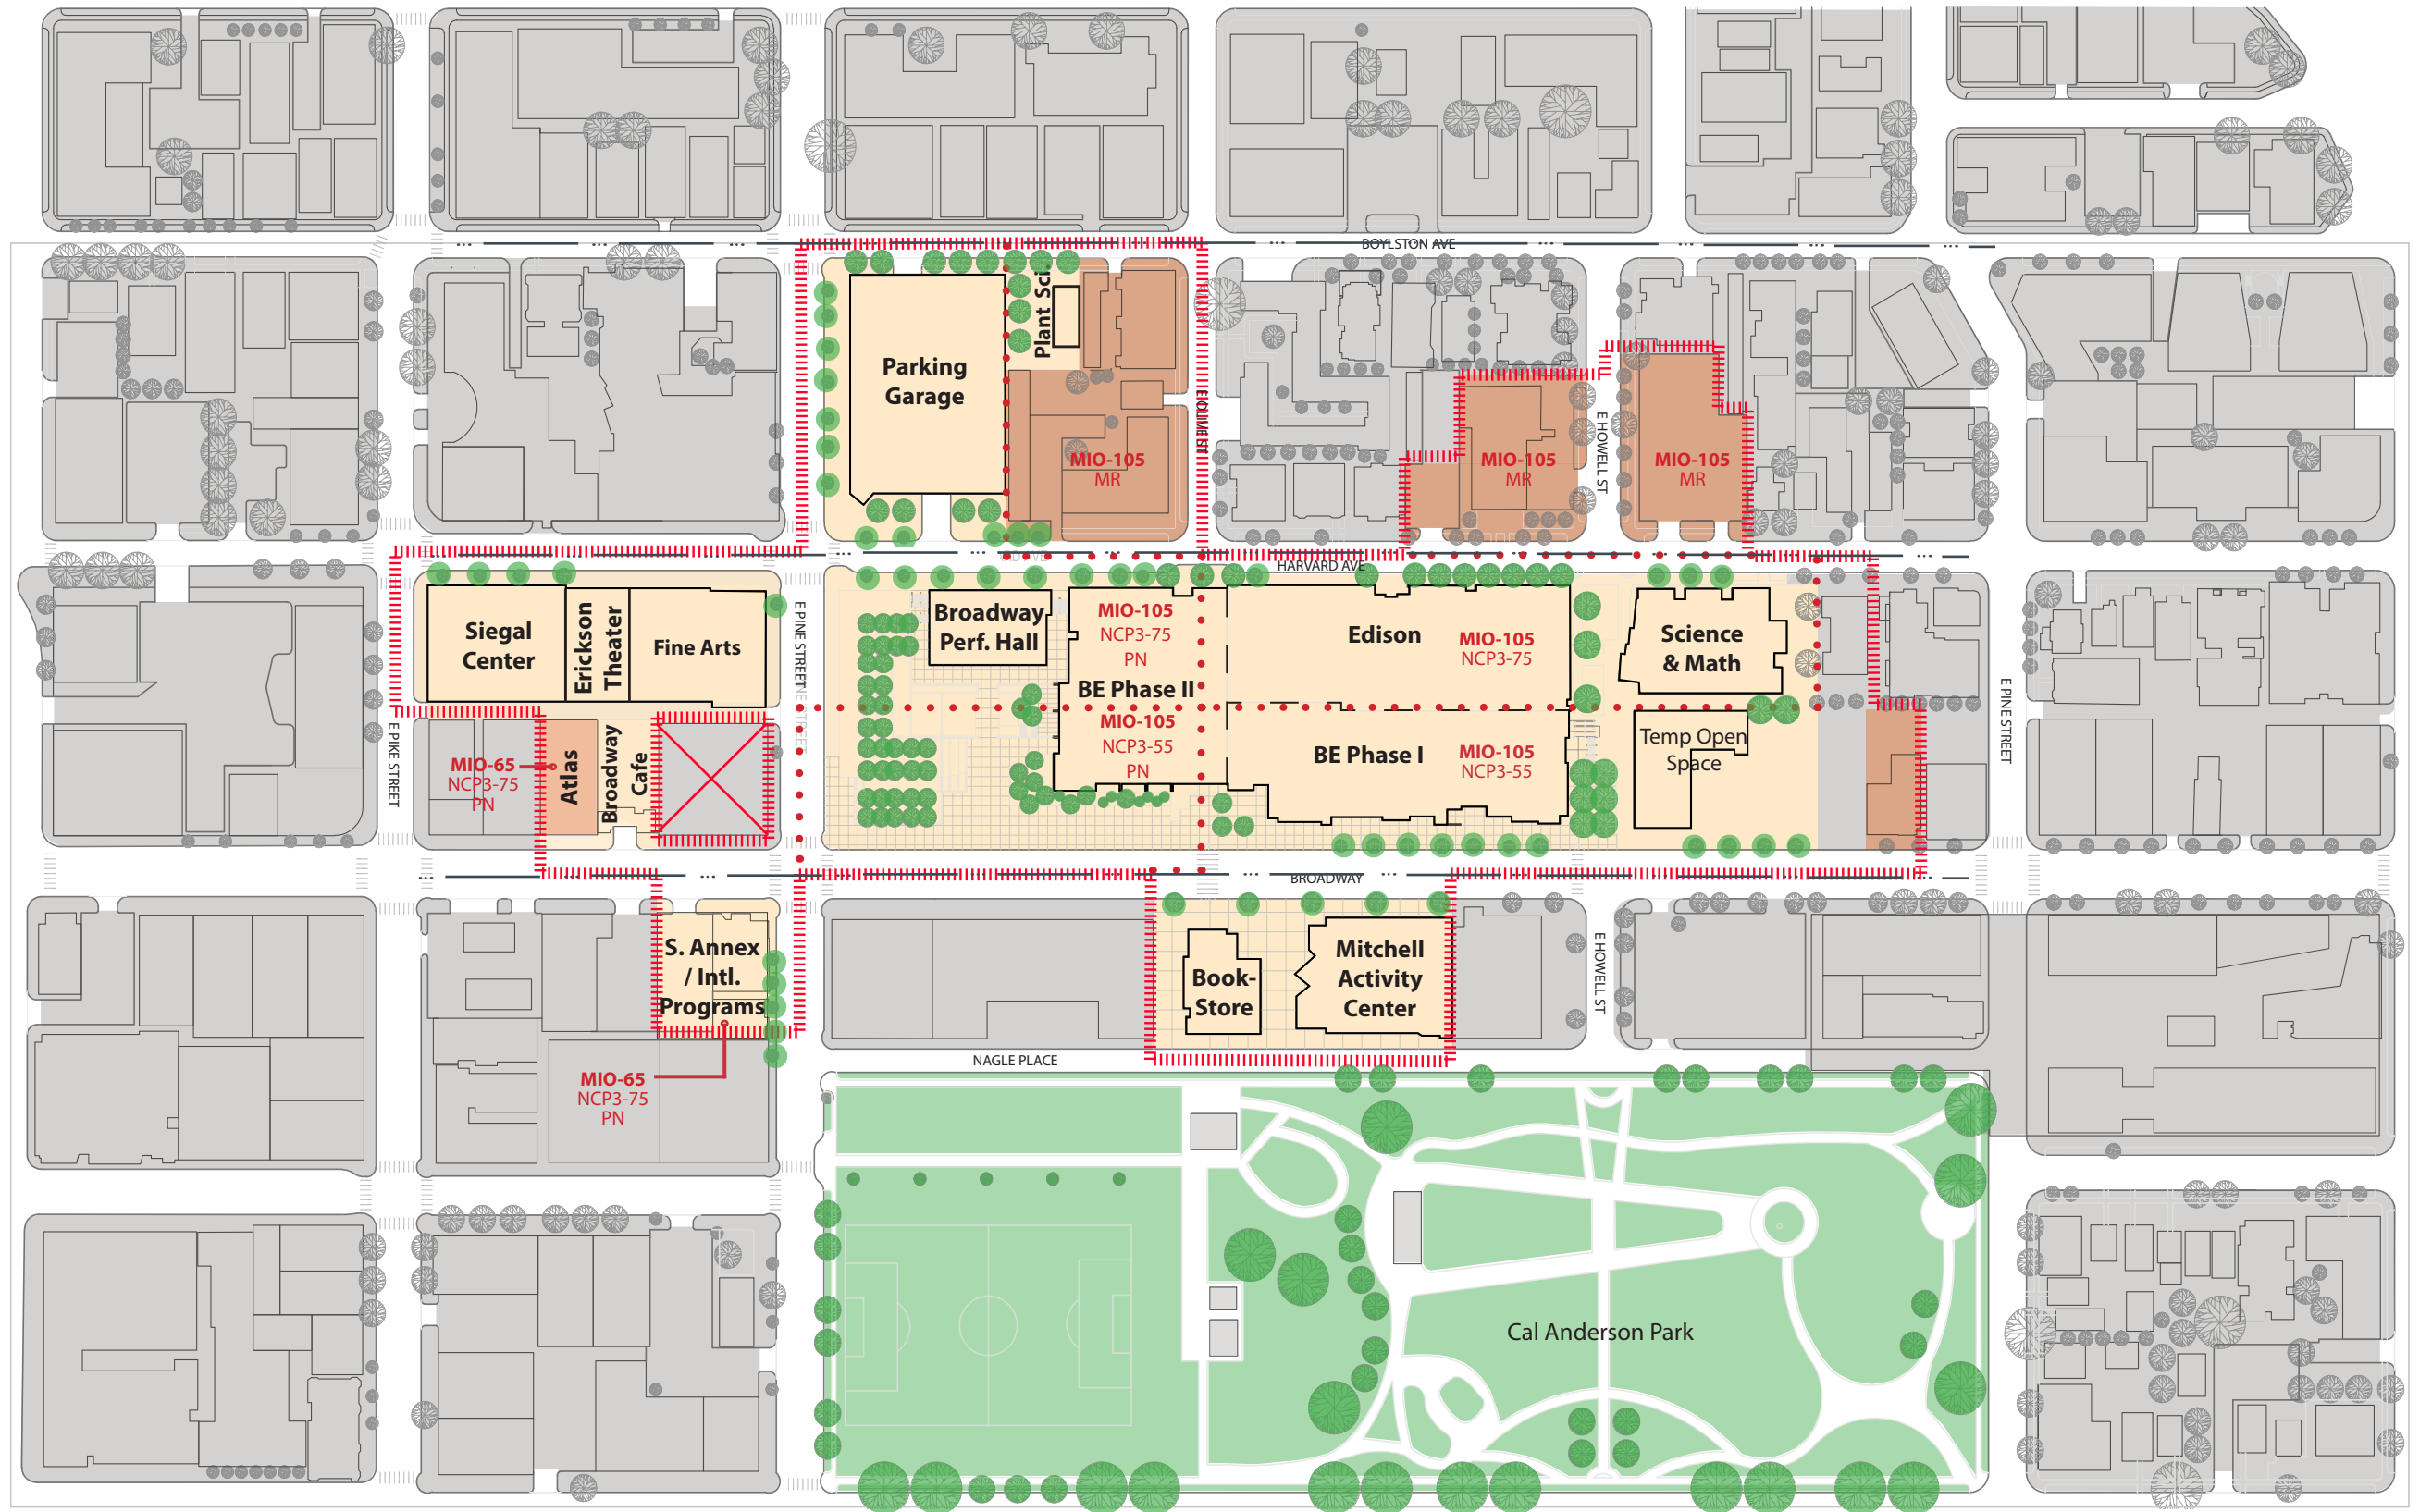 BOYLSTON AVE
Plant Sci.
Parking
Garage
E OLIVE ST
MIO-105
MR
MIO-105
MR
E HOWELL ST
MIO-105
MR
HARVARD AVE
Siegal
Center
Erickson
Theater
Fine Arts
E PINE STREET
Broadway
Perf. Hall
MIO-105
NCP3-75
PN
BE Phase II
MIO-105
NCP3-55
PN
Edison
MIO-105
NCP3-75
BE Phase I
MIO-105
NCP3-55
Science
& Math
Temp Open
Space
E PINE STREET
E PIKE STREET
MIO-65
NCP3-75
PN
Atlas
Broadway
Cafe
BROADWAY
S. Annex
/ Intl.
Programs
Book-
Store
Mitchell
Activity
Center
E HOWELL ST
NAGLE PLACE
MIO-65
NCP3-75
PN
Cal Anderson Park